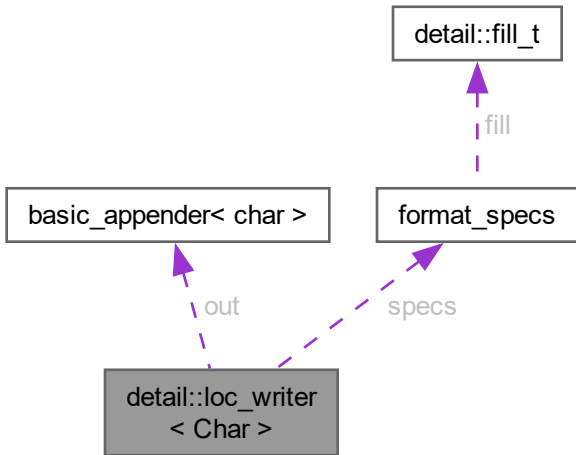 detail::fill_t
fill
basic_appender< char >
format_specs
out
specs
detail::loc_writer
< Char >